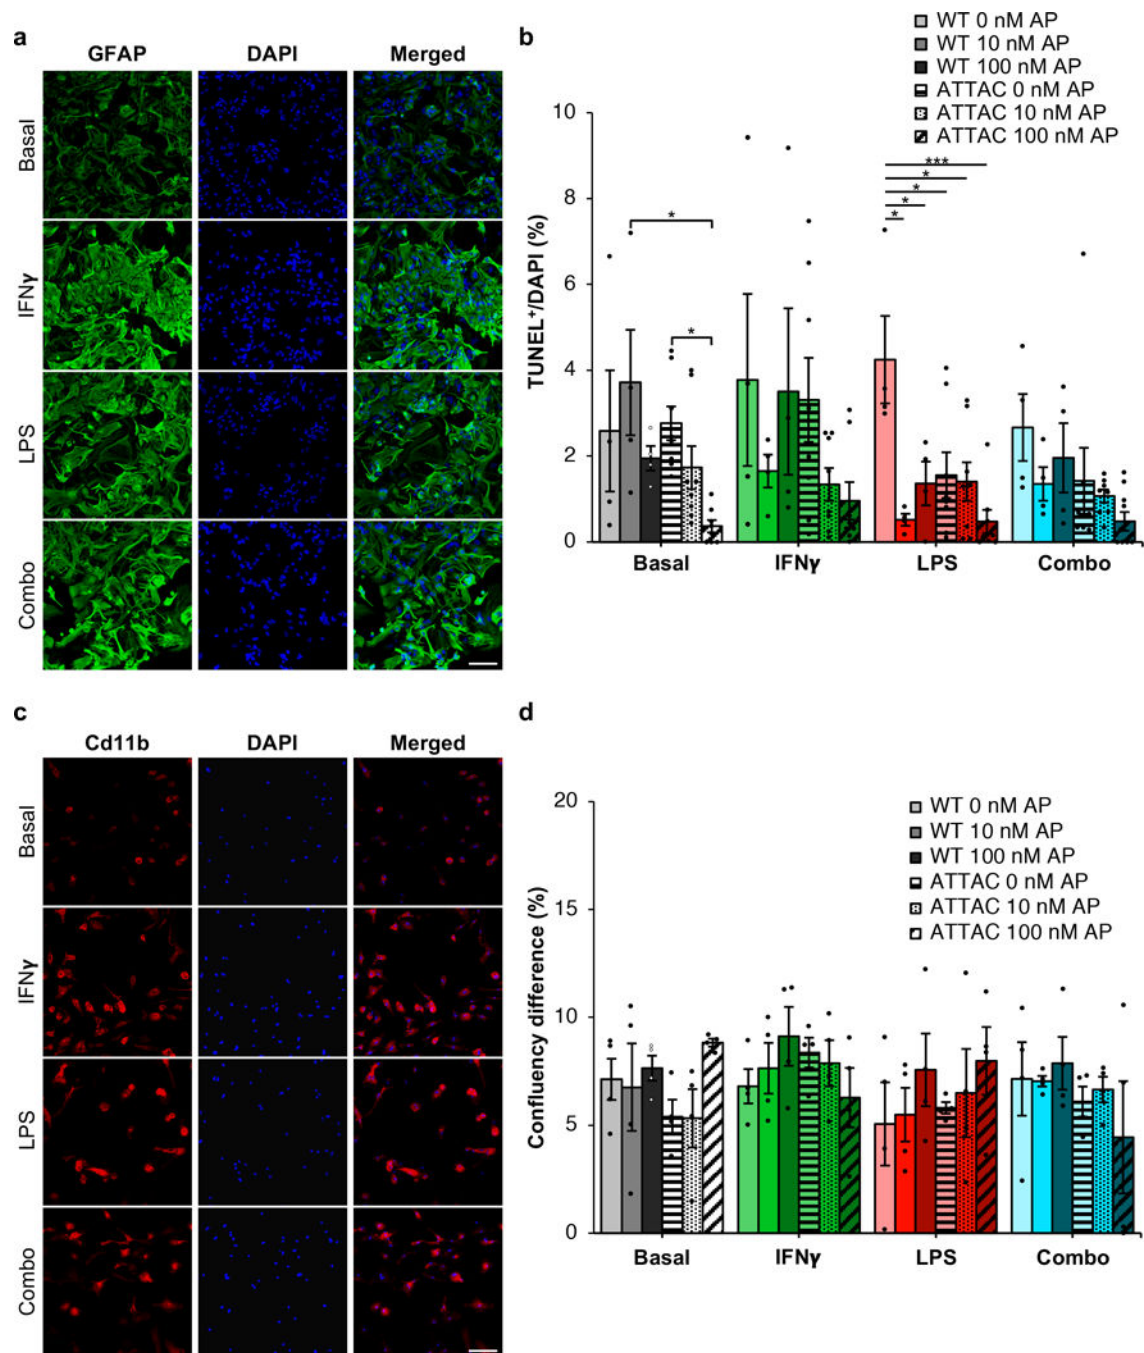 a
GFAP DAPI Merged
Basal
IFNγ
LPS
Combo
b
WT 0 nM AP
WT 10 nM AP
WT 100 nM AP
ATTAC 0 nM AP
ATTAC 10 nM AP
ATTAC 100 nM AP
TUNEL⁺/DAPI (%)
10
8
6
4
2
0
*
*
***
*
*
*
*
Basal IFNγ LPS Combo
c
Cd11b DAPI Merged
Basal
IFNγ
LPS
Combo
d
WT 0 nM AP
WT 10 nM AP
WT 100 nM AP
ATTAC 0 nM AP
ATTAC 10 nM AP
ATTAC 100 nM AP
Confluency difference (%)
20
15
10
5
0
Basal IFNγ LPS Combo